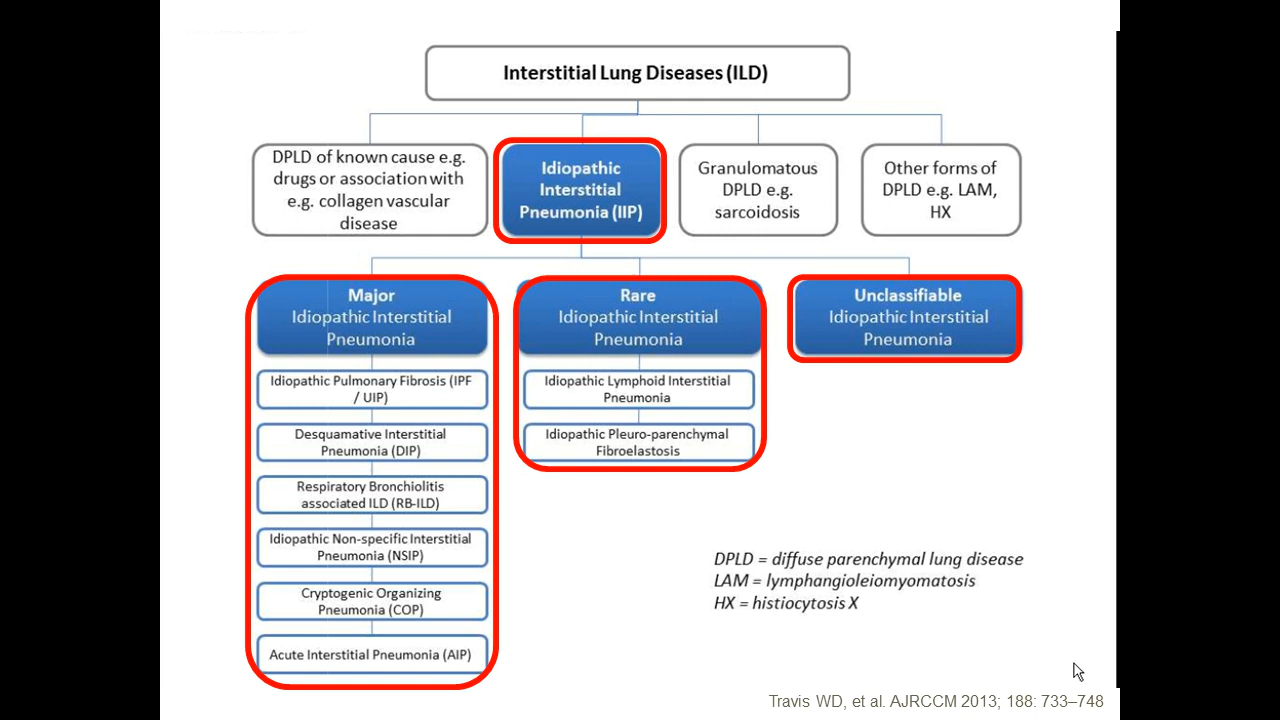 Interstitial Lung Diseases (ILD)
DPLD of known cause e.g.
drugs or association with
e.g. collagen vascular
disease
Idiopathic
Interstitial
Pneumonia (IIP)
Granulomatous
DPLD e.g.
sarcoidosis
Other forms of
DPLD e.g. LAM,
HX
Major
Idiopathic Interstitial
Pneumonia
Idiopathic Pulmonary Fibrosis (IPF
/ UIP)
Desquamative Interstitial
Pneumonia (DIP)
Respiratory Bronchiolitis
associated ILD (RB-ILD)
Idiopathic Non-specific Interstitial
Pneumonia (NSIP)
Cryptogenic Organizing
Pneumonia (COP)
Acute Interstitial Pneumonia (AIP)
Rare
Idiopathic Interstitial
Pneumonia
Idiopathic Lymphoid Interstitial
Pneumonia
Idiopathic Pleuro-parenchymal
Fibroelastosis
Unclassifiable
Idiopathic Interstitial
Pneumonia
DPLD = diffuse parenchymal lung disease
LAM = lymphangioleiomyomatosis
HX = histiocytosis X
Travis WD, et al. AJRCCM 2013; 188: 733–748